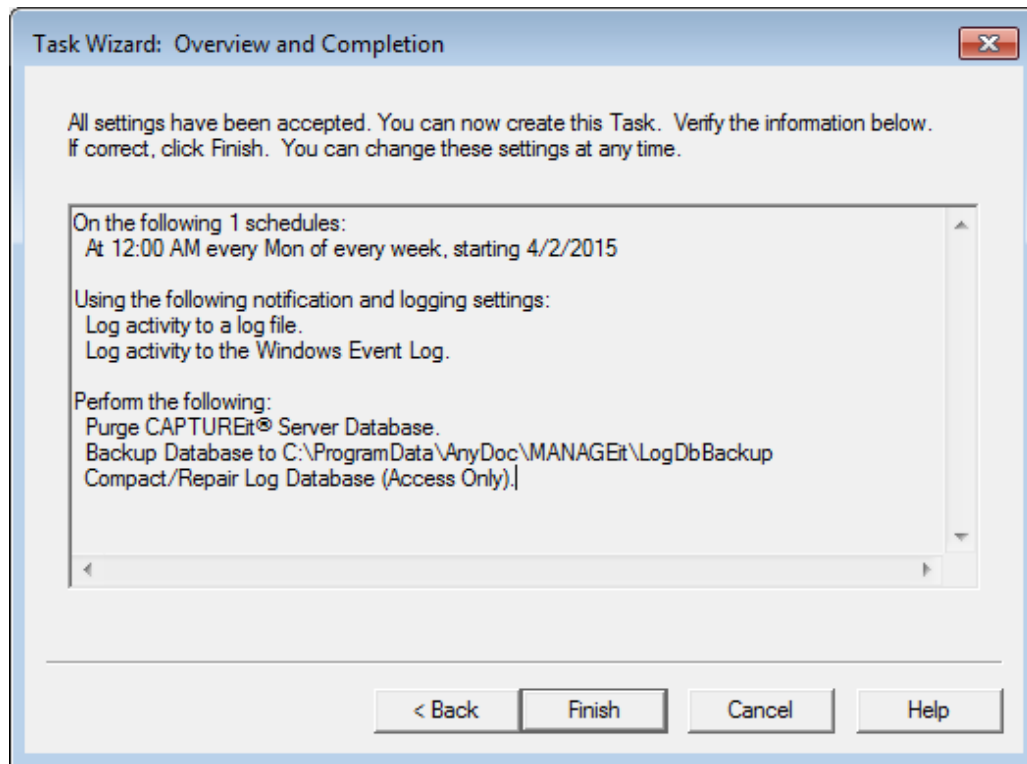 Task Wizard: Overview and Completion
All settings have been accepted. You can now create this Task. Verify the information below.
If correct, click Finish. You can change these settings at any time.
On the following 1 schedules:
At 12:00 AM every Mon of every week, starting 4/2/2015
Using the following notification and logging settings:
Log activity to a log file.
Log activity to the Windows Event Log.
Perform the following:
Purge CAPTUREit® Server Database.
Backup Database to C:\ProgramData\AnyDoc\MANAGEit\LogDbBackup
Compact/Repair Log Database (Access Only).
< Back
Finish
Cancel
Help